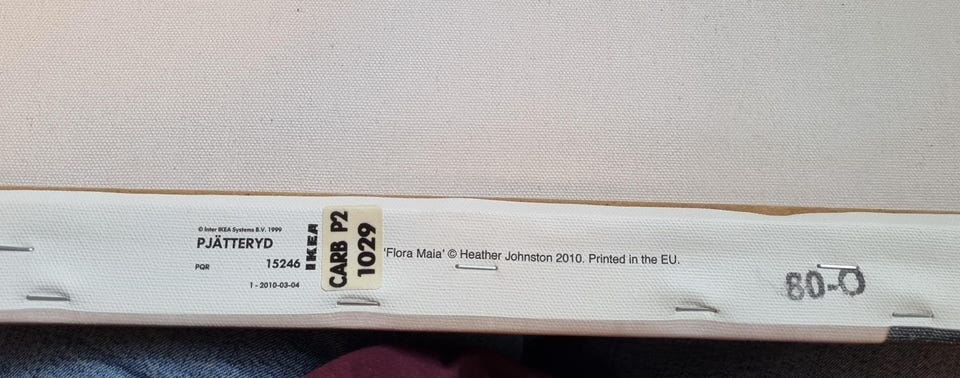 © Inter IKEA Systems B.V. 1999
PJÄTTERYD
PQR 15246
1 - 2010-03-04
IKEA
CARB P2
1029
'Flora Maia' © Heather Johnston 2010. Printed in the EU.
80-0